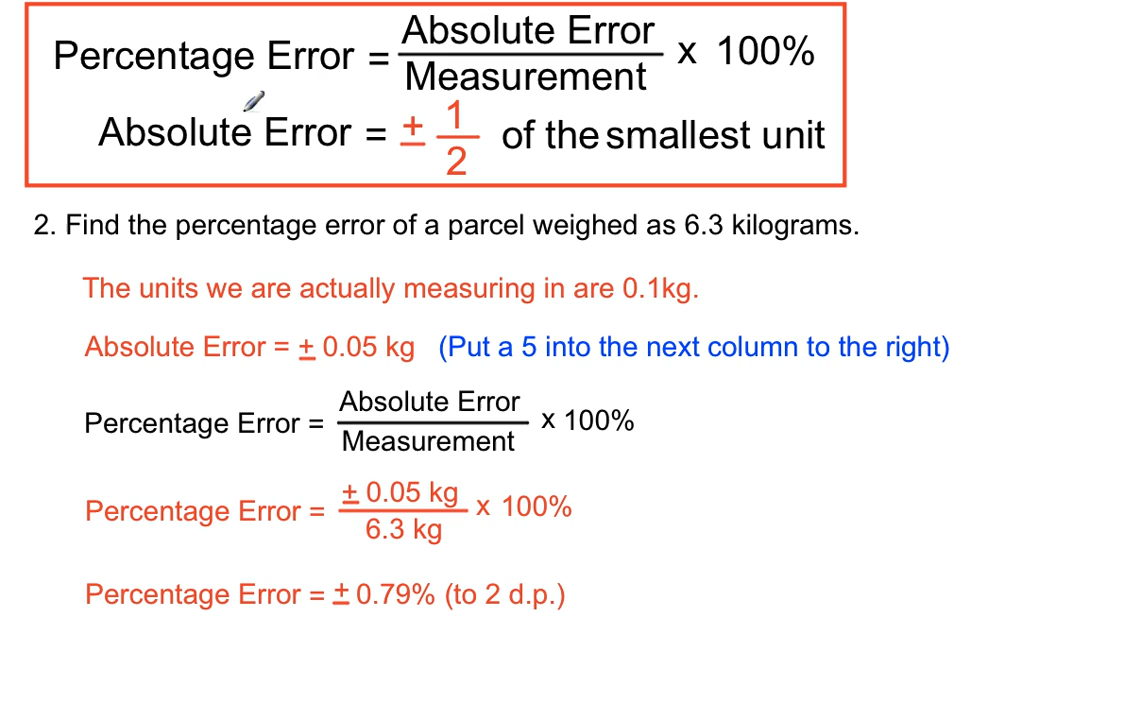 Percentage Error = Absolute Error / Measurement x 100%
Absolute Error = ± 1/2 of the smallest unit
2. Find the percentage error of a parcel weighed as 6.3 kilograms.
The units we are actually measuring in are 0.1kg.
Absolute Error = ± 0.05 kg (Put a 5 into the next column to the right)
Percentage Error = Absolute Error / Measurement x 100%
Percentage Error = ± 0.05 kg / 6.3 kg x 100%
Percentage Error = ± 0.79% (to 2 d.p.)